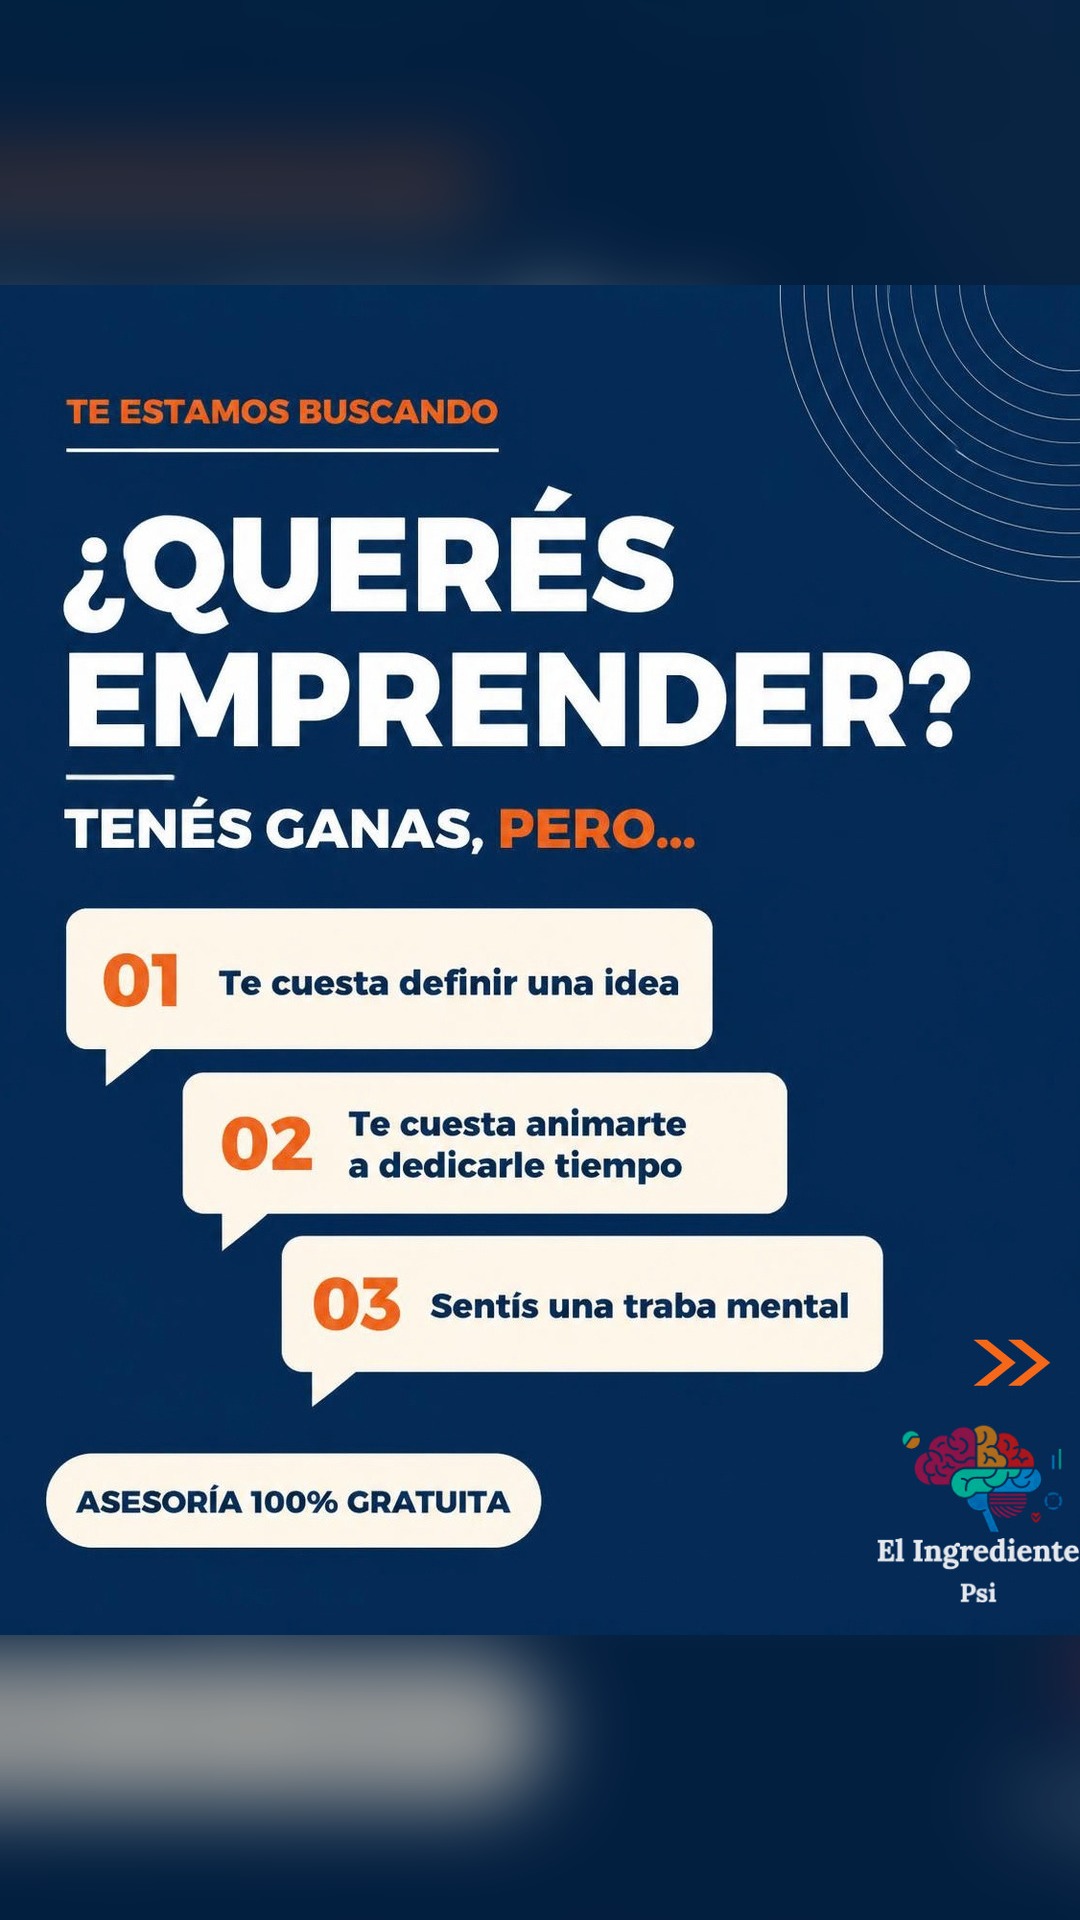 TE ESTAMOS BUSCANDO
¿QUERÉS
EMPRENDER?
TENÉS GANAS, PERO...
01 Te cuesta definir una idea
02 Te cuesta animarte
a dedicarle tiempo
03 Sentís una traba mental
ASESORÍA 100% GRATUITA
El Ingrediente
Psi